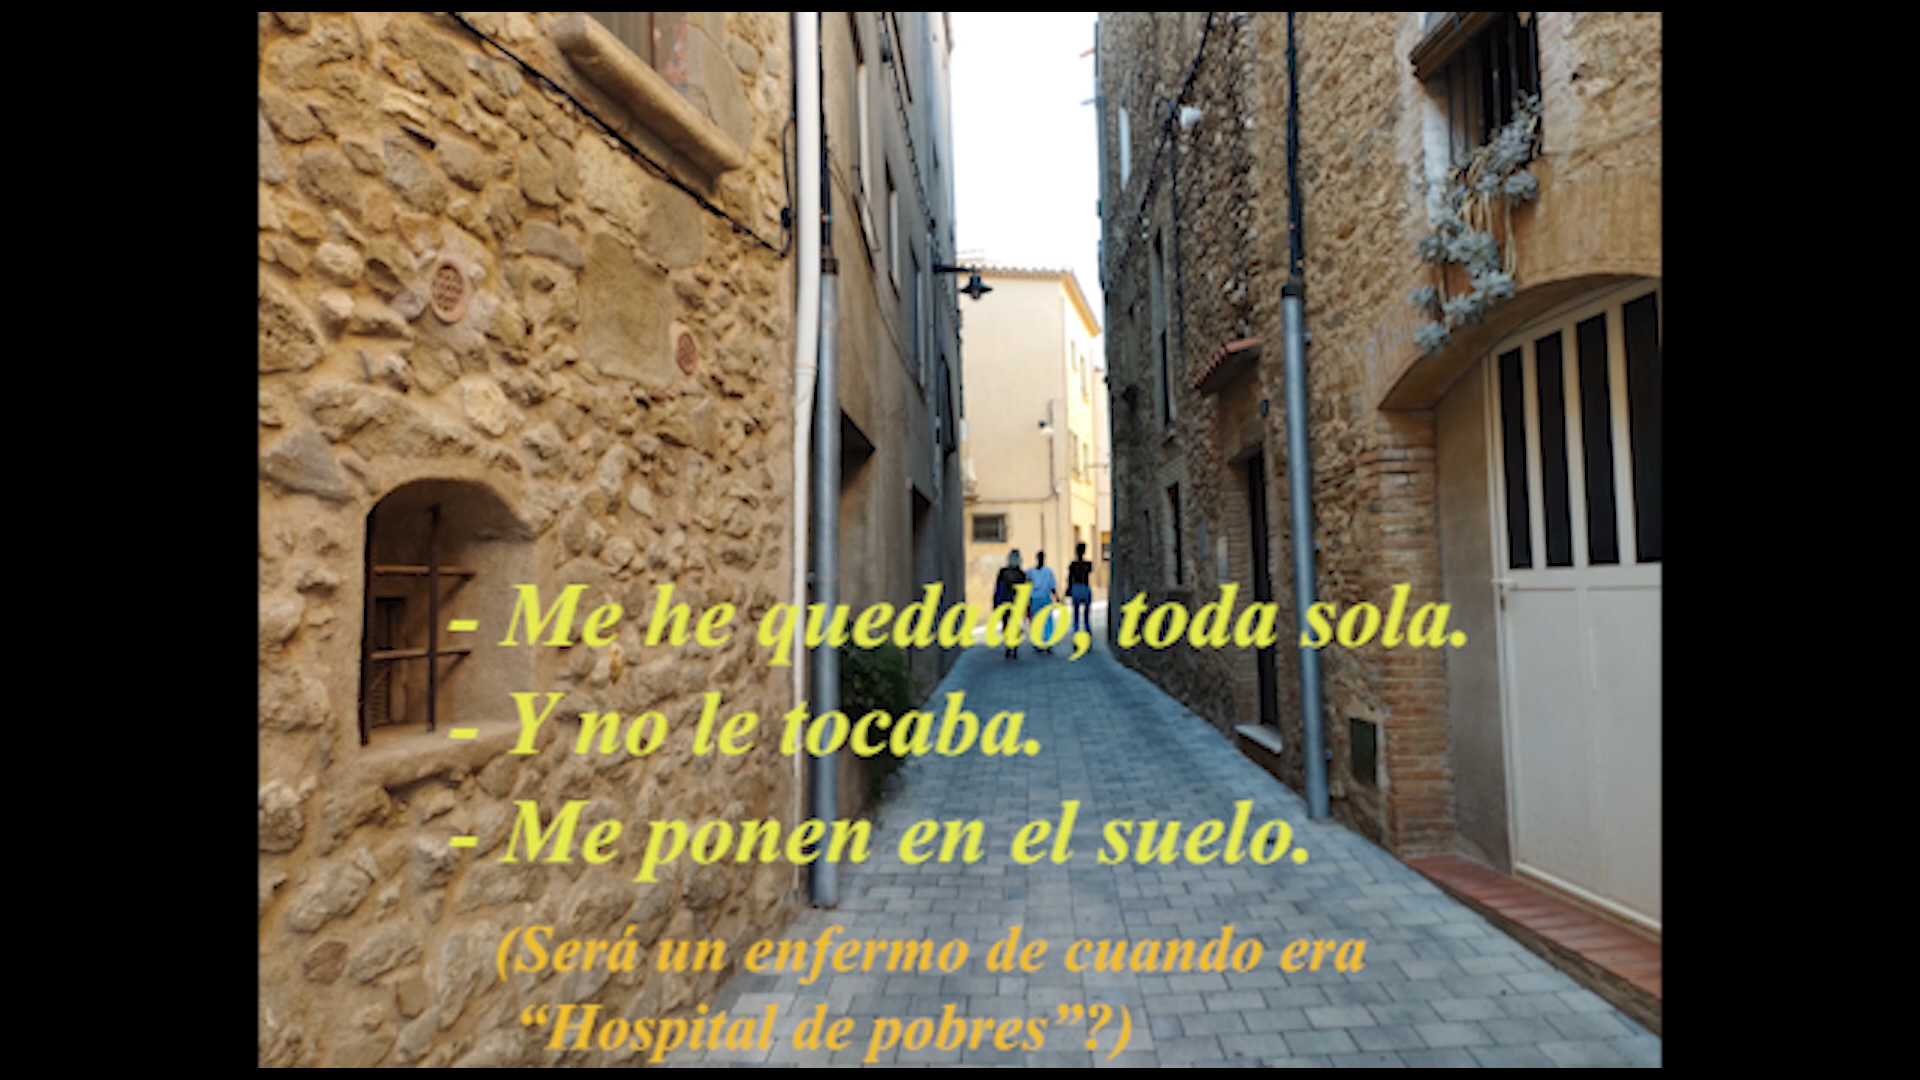 - Me he quedado, toda sola.
- Y no le tocaba.
- Me ponen en el suelo.
(Será un enfermo de cuando era
“Hospital de pobres”?)